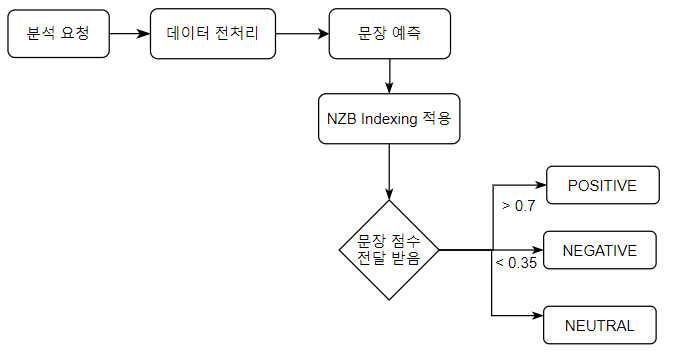 분석 요청
데이터 전처리
문장 예측
NZB Indexing 적용
문장 점수
전달 받음
> 0.7
POSITIVE
< 0.35
NEGATIVE
NEUTRAL